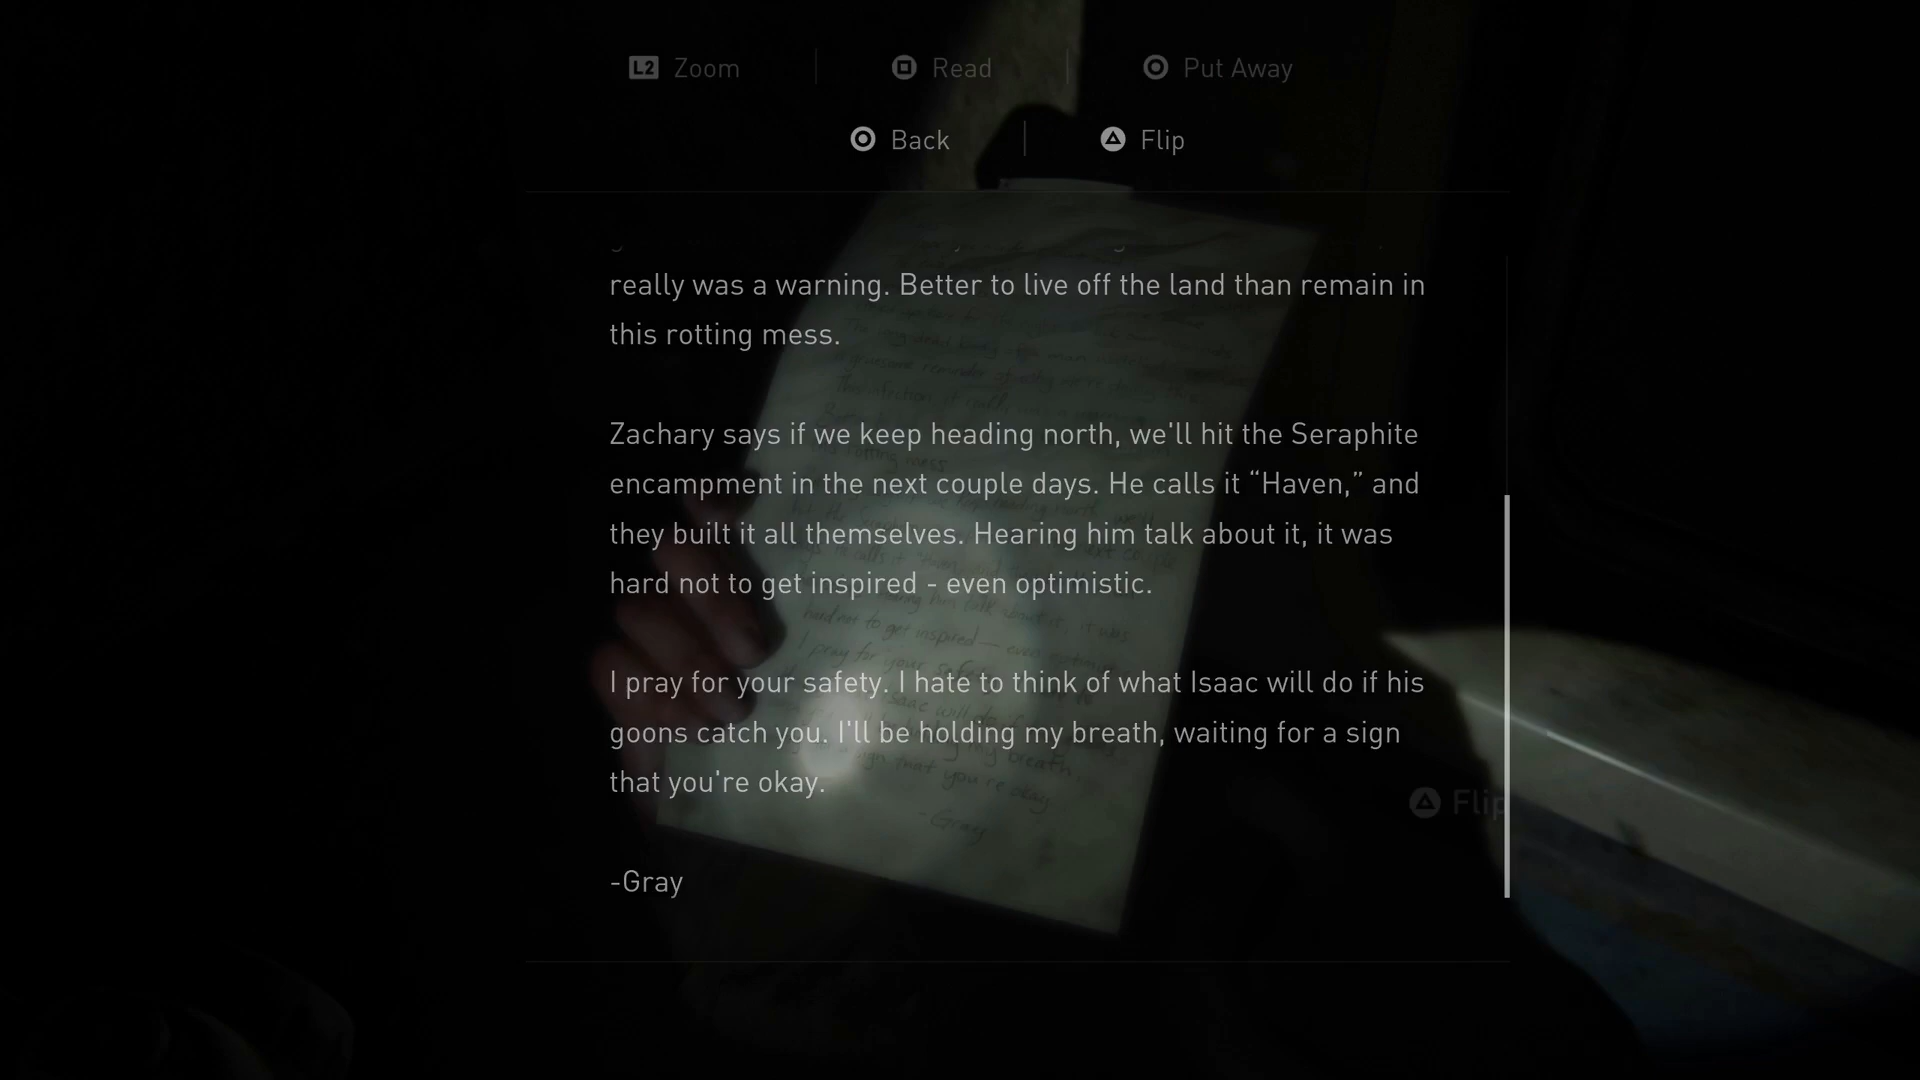 L2 Zoom
Read
Put Away
Back
Flip
really was a warning. Better to live off the land than remain in
this rotting mess.
Zachary says if we keep heading north, we'll hit the Seraphite
encampment in the next couple days. He calls it “Haven,” and
they built it all themselves. Hearing him talk about it, it was
hard not to get inspired - even optimistic.
I pray for your safety. I hate to think of what Isaac will do if his
goons catch you. I'll be holding my breath, waiting for a sign
that you're okay.
Flip
-Gray